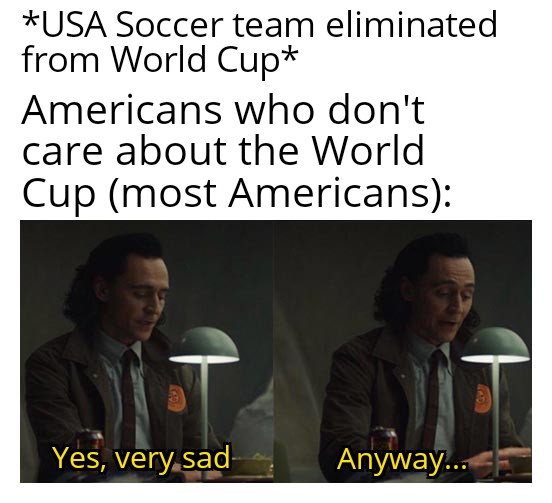 *USA Soccer team eliminated
from World Cup*
Americans who don't
care about the World
Cup (most Americans):
Yes, very sad
Anyway...